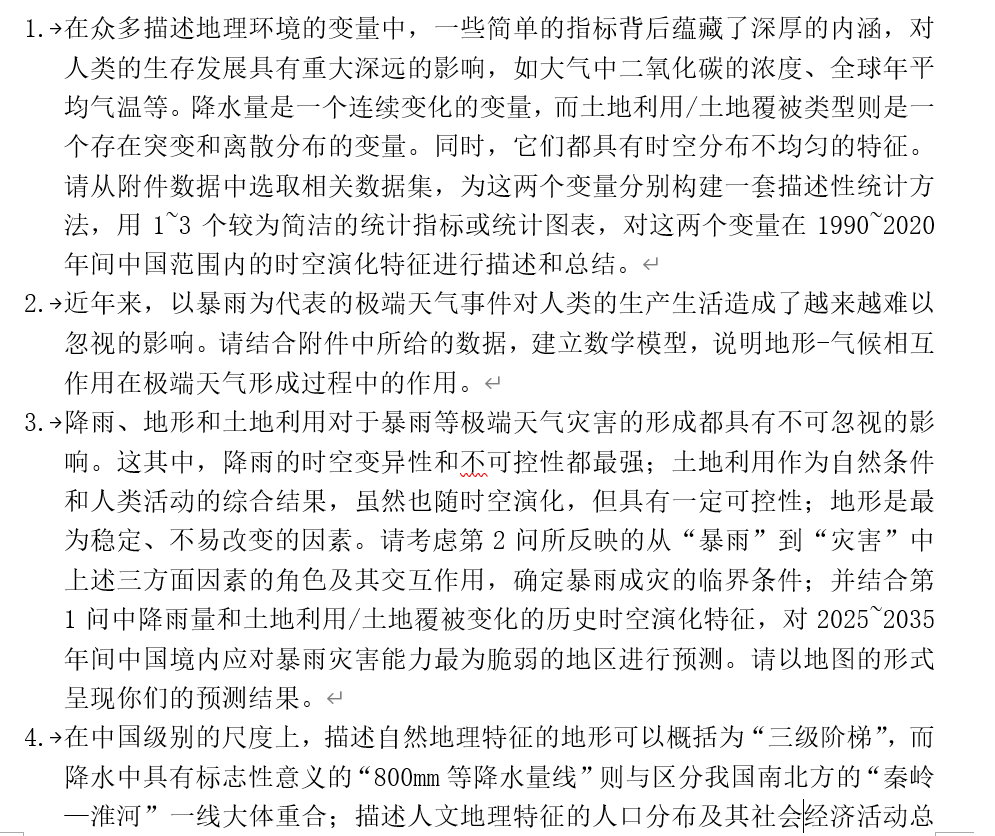 1.→在众多描述地理环境的变量中，一些简单的指标背后蕴藏了深厚的内涵，对
人类的生存发展具有重大深远的影响，如大气中二氧化碳的浓度、全球年平
均气温等。降水量是一个连续变化的变量，而土地利用/土地覆被类型则是一
个存在突变和离散分布的变量。同时，它们都具有时空分布不均匀的特征。
请从附件数据中选取相关数据集，为这两个变量分别构建一套描述性统计方
法，用 1~3 个较为简洁的统计指标或统计图表，对这两个变量在 1990~2020
年间中国范围内的时空演化特征进行描述和总结。↵
2.→近年来，以暴雨为代表的极端天气事件对人类的生产生活造成了越来越难以
忽视的影响。请结合附件中所给的数据，建立数学模型，说明地形-气候相互
作用在极端天气形成过程中的作用。↵
3.→降雨、地形和土地利用对于暴雨等极端天气灾害的形成都具有不可忽视的影
响。这其中，降雨的时空变异性和不可控性都最强；土地利用作为自然条件
和人类活动的综合结果，虽然也随时空演化，但具有一定可控性；地形是最
为稳定、不易改变的因素。请考虑第 2 问所反映的从“暴雨”到“灾害”中
上述三方面因素的角色及其交互作用，确定暴雨成灾的临界条件；并结合第
1 问中降雨量和土地利用/土地覆被变化的历史时空演化特征，对 2025~2035
年间中国境内应对暴雨灾害能力最为脆弱的地区进行预测。请以地图的形式
呈现你们的预测结果。↵
4.→在中国级别的尺度上，描述自然地理特征的地形可以概括为“三级阶梯”，而
降水中具有标志性意义的“800mm 等降水量线”则与区分我国南北方的“秦岭
—淮河”一线大体重合；描述人文地理特征的人口分布及其社会经济活动总